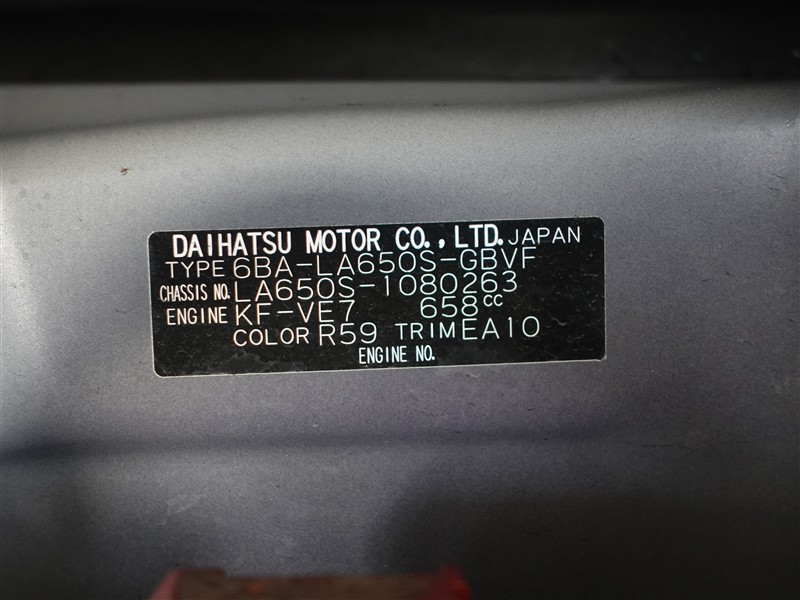 DAIHATSU MOTOR CO., LTD. JAPAN
TYPE 6BA-LA650S-GBVF
CHASSIS NO. LA650S-1080263
ENGINE KF-VE7 658cc
COLOR R59 TRIM EA10
ENGINE NO.